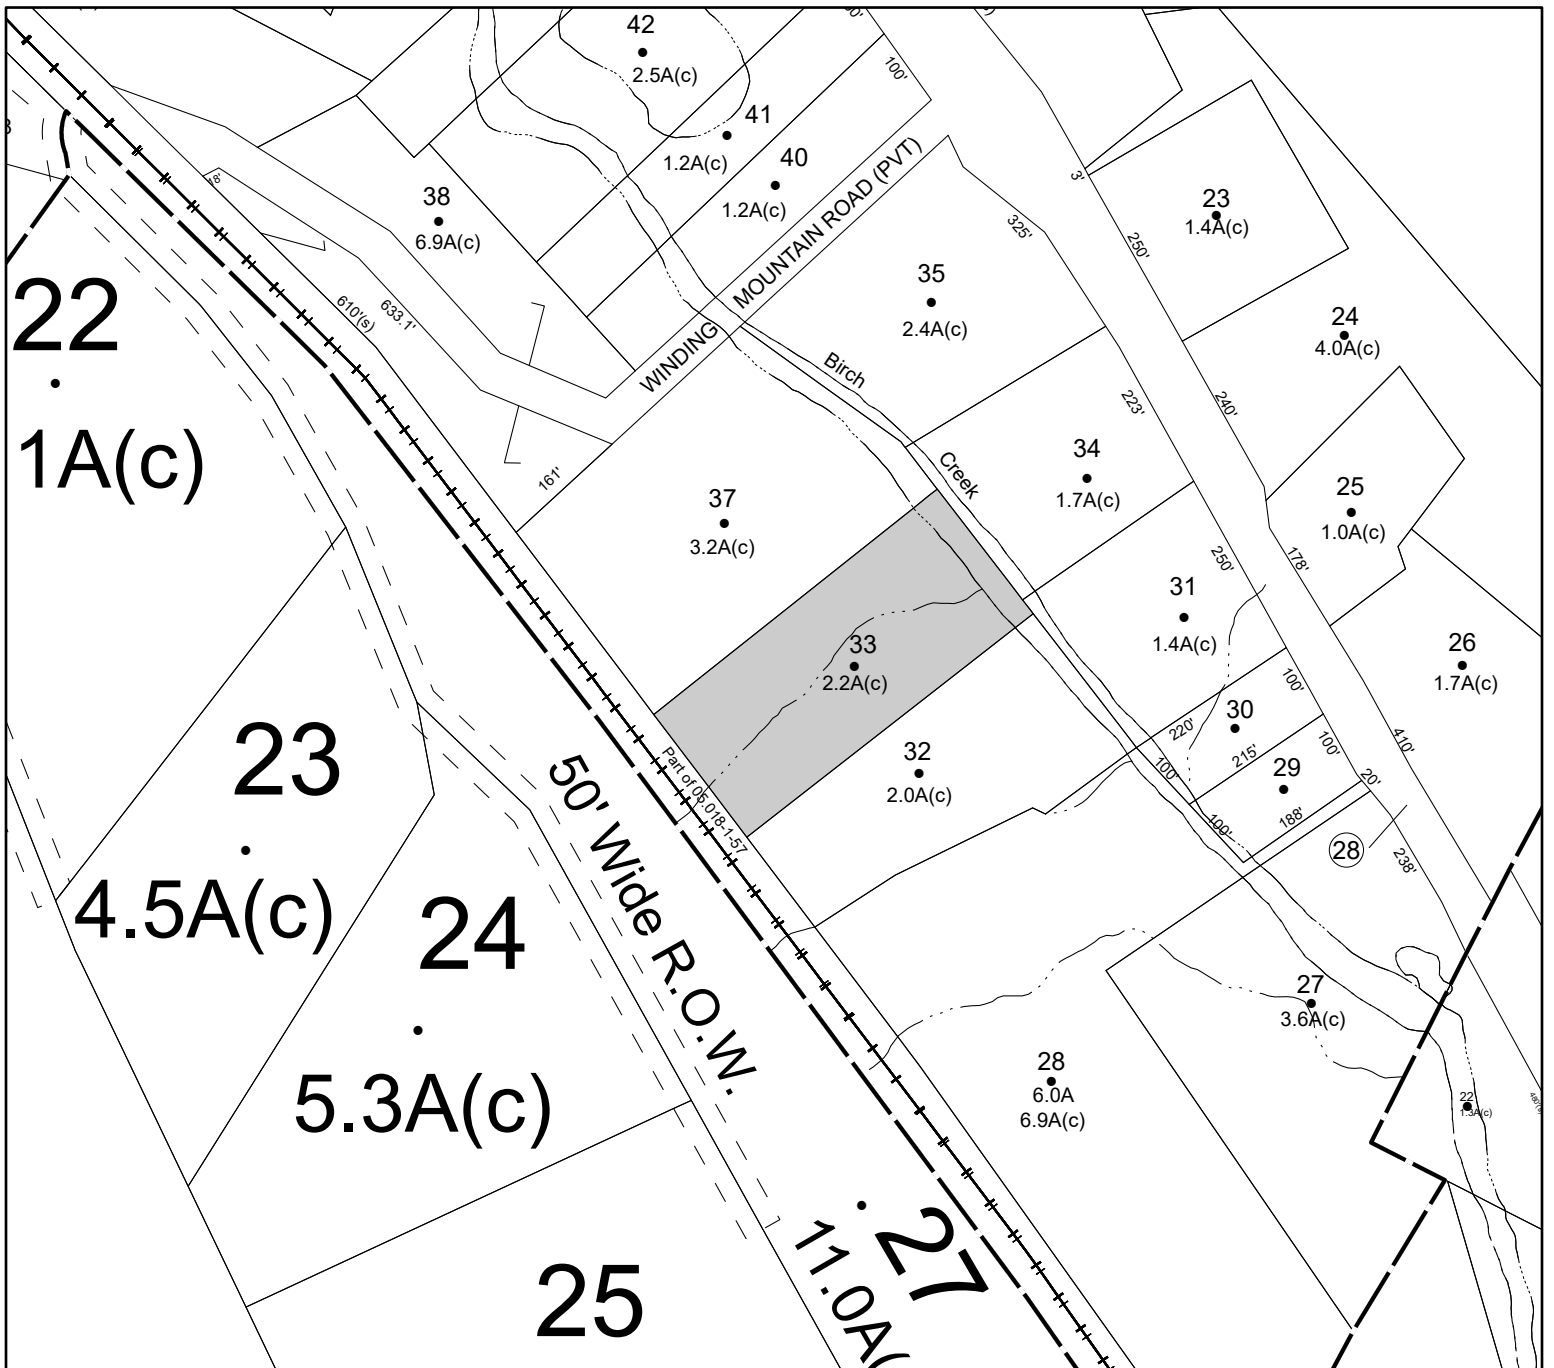 42
2.5A(c)
41
1.2A(c)
40
1.2A(c)
100'
38
6.9A(c)
WINDING MOUNTAIN ROAD (PVT)
3'
23
1.4A(c)
325'
250'
35
2.4A(c)
24
4.0A(c)
22
1A(c)
610'(s)
633.1'
Birch
Creek
223'
240'
34
1.7A(c)
161'
37
3.2A(c)
25
1.0A(c)
250'
178'
31
1.4A(c)
33
2.2A(c)
26
1.7A(c)
100'
30
220'
215'
100'
410'
23
4.5A(c)
32
2.0A(c)
100'
29
20'
188'
100'
28
238'
Part of 05.018-1-57
50' Wide R.O.W.
24
5.3A(c)
27
3.6A(c)
28
6.0A
6.9A(c)
22
1.3A(c)
480'(s)
27
11.0A(
25